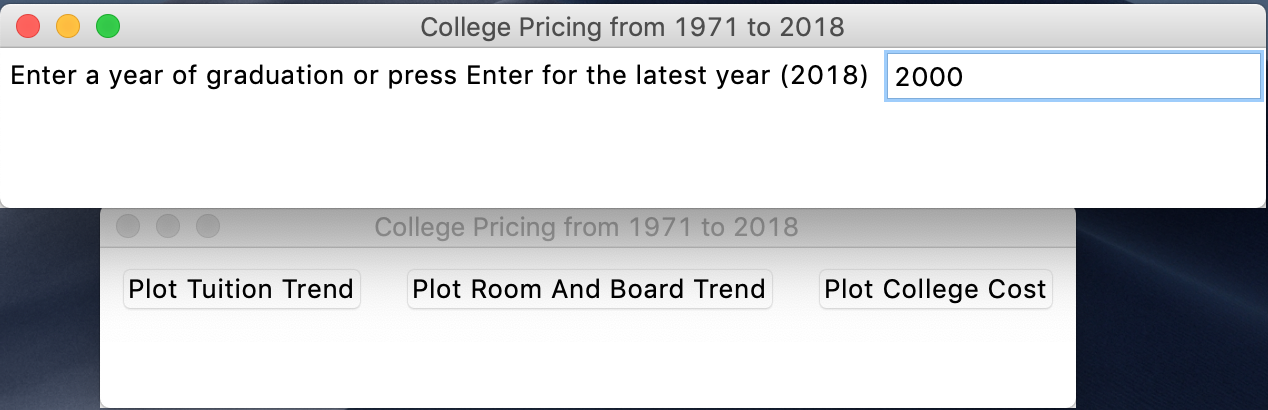 College Pricing from 1971 to 2018
Enter a year of graduation or press Enter for the latest year (2018) 2000
College Pricing from 1971 to 2018
Plot Tuition Trend Plot Room And Board Trend Plot College Cost